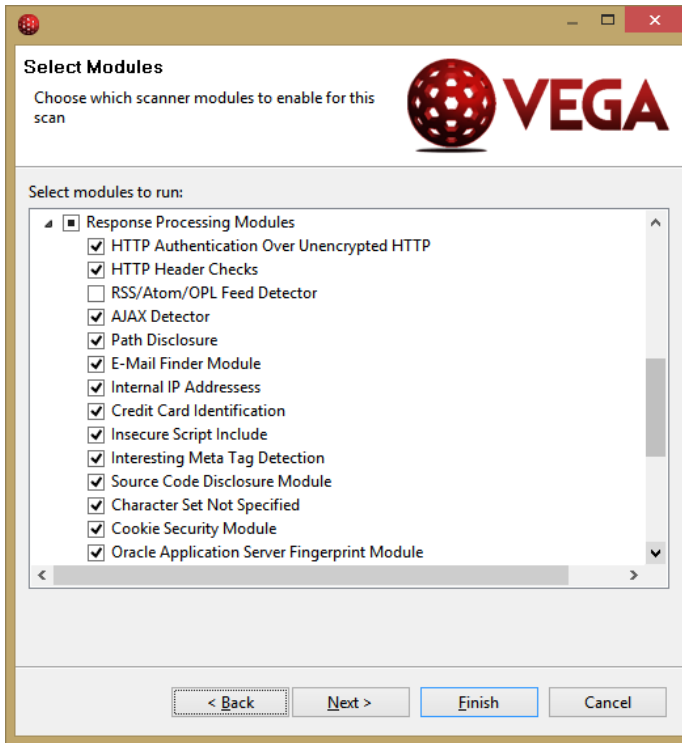 Select Modules
Choose which scanner modules to enable for this
scan
VEGA
Select modules to run:
Response Processing Modules
HTTP Authentication Over Unencrypted HTTP
HTTP Header Checks
RSS/Atom/OPL Feed Detector
AJAX Detector
Path Disclosure
E-Mail Finder Module
Internal IP Addressess
Credit Card Identification
Insecure Script Include
Interesting Meta Tag Detection
Source Code Disclosure Module
Character Set Not Specified
Cookie Security Module
Oracle Application Server Fingerprint Module
< Back
Next >
Finish
Cancel